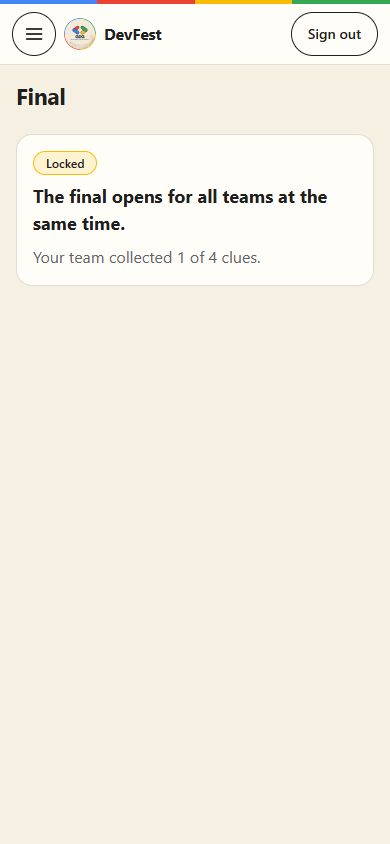 DevFest
Sign out
Final
Locked
The final opens for all teams at the
same time.
Your team collected 1 of 4 clues.